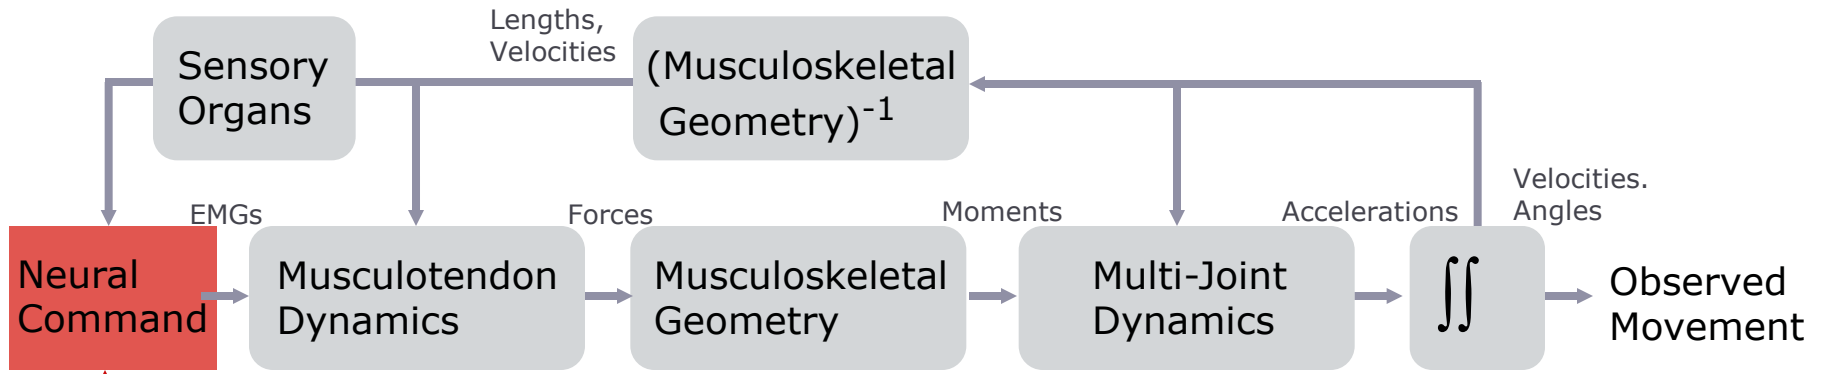 Lengths,
Velocities
Sensory
Organs
(Musculoskeletal
Geometry)-1
Velocities.
Angles
EMGs
Forces
Moments
Accelerations
Neural
Command
Musculotendon
Dynamics
Musculoskeletal
Geometry
Multi-Joint
Dynamics
∬
Observed
Movement